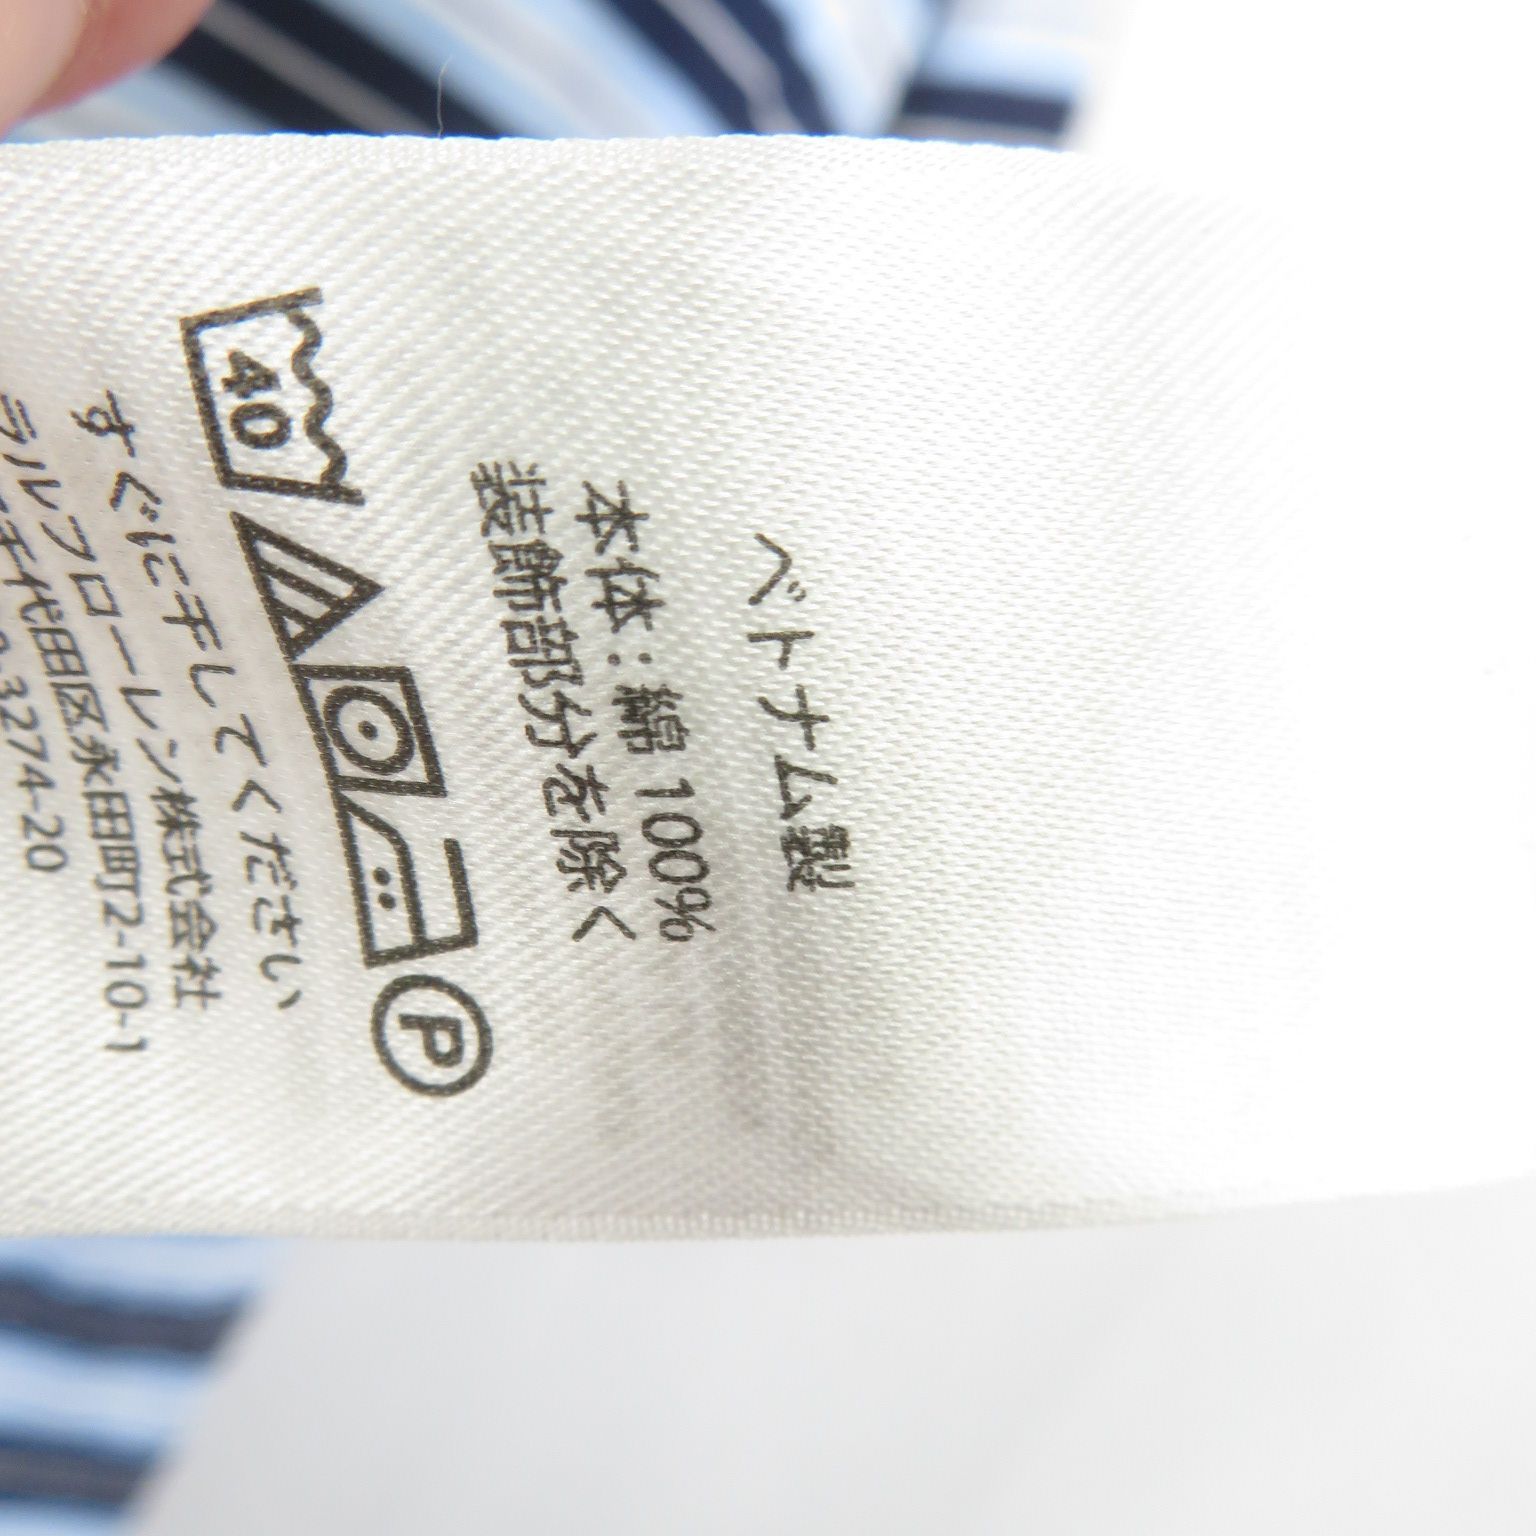 ベトナム製
本体：綿 100%
装飾部分を除く
40
P
すぐに干してください
ラルフローレン株式会社
千代田区永田町2-10-1
3274-20